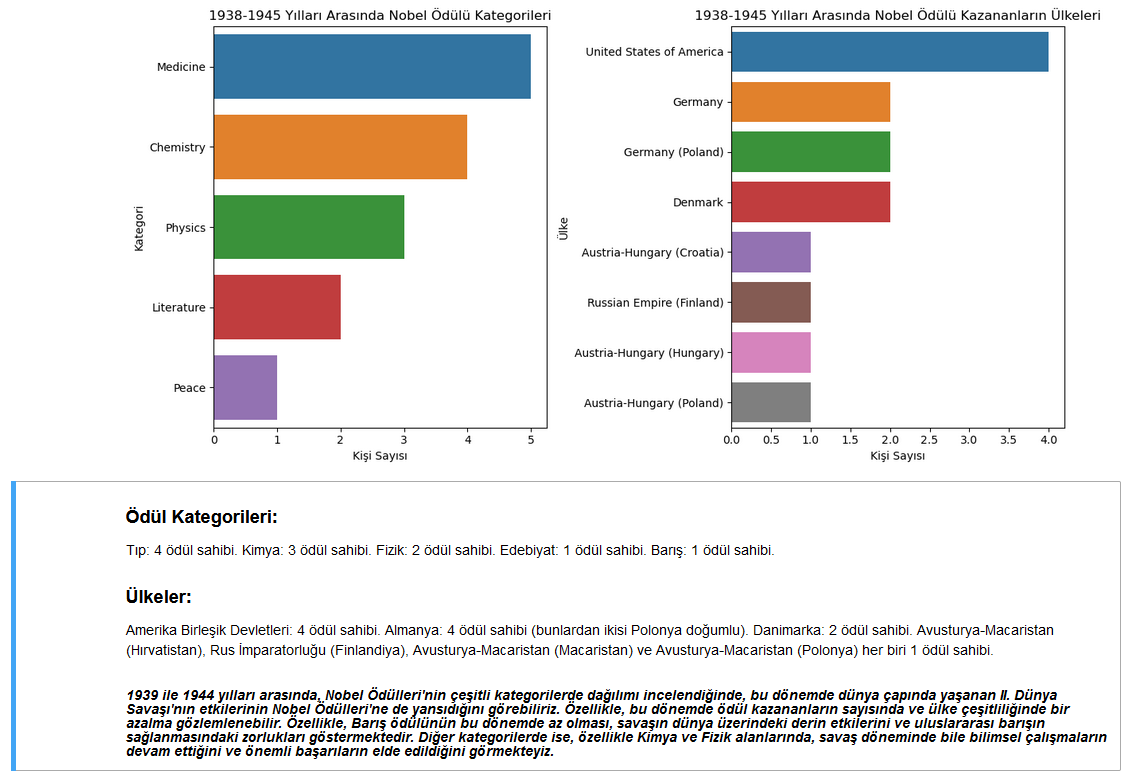 1938-1945 Yılları Arasında Nobel Ödülü Kategorileri
Medicine
Chemistry
Physics
Literature
Peace
Kategori
0 1 2 3 4 5
Kişi Sayısı
1938-1945 Yılları Arasında Nobel Ödülü Kazananların Ülkeleri
United States of America
Germany
Germany (Poland)
Denmark
Austria-Hungary (Croatia)
Russian Empire (Finland)
Austria-Hungary (Hungary)
Austria-Hungary (Poland)
Ülke
0.0 0.5 1.0 1.5 2.0 2.5 3.0 3.5 4.0
Kişi Sayısı
Ödül Kategorileri:
Tıp: 4 ödül sahibi. Kimya: 3 ödül sahibi. Fizik: 2 ödül sahibi. Edebiyat: 1 ödül sahibi. Barış: 1 ödül sahibi.
Ülkeler:
Amerika Birleşik Devletleri: 4 ödül sahibi. Almanya: 4 ödül sahibi (bunlardan ikisi Polonya doğumlu). Danimarka: 2 ödül sahibi. Avusturya-Macaristan
(Hırvatistan), Rus İmparatorluğu (Finlandiya), Avusturya-Macaristan (Macaristan) ve Avusturya-Macaristan (Polonya) her biri 1 ödül sahibi.
1939 ile 1944 yılları arasında, Nobel Ödülleri'nin çeşitli kategorilerde dağılımı incelendiğinde, bu dönemde dünya çapında yaşanan II. Dünya
Savaşı'nın etkilerinin Nobel Ödülleri'ne de yansıdığını görebiliriz. Özellikle, bu dönemde ödül kazananların sayısında ve ülke çeşitliliğinde bir
azalma gözlemlenebilir. Özellikle, Barış ödülünün bu dönemde az olması, savaşın dünya üzerindeki derin etkilerini ve uluslararası barışın
sağlanmasındaki zorlukları göstermektedir. Diğer kategorilerde ise, özellikle Kimya ve Fizik alanlarında, savaş döneminde bile bilimsel çalışmaların
devam ettiğini ve önemli başarıların elde edildiğini görmekteyiz.